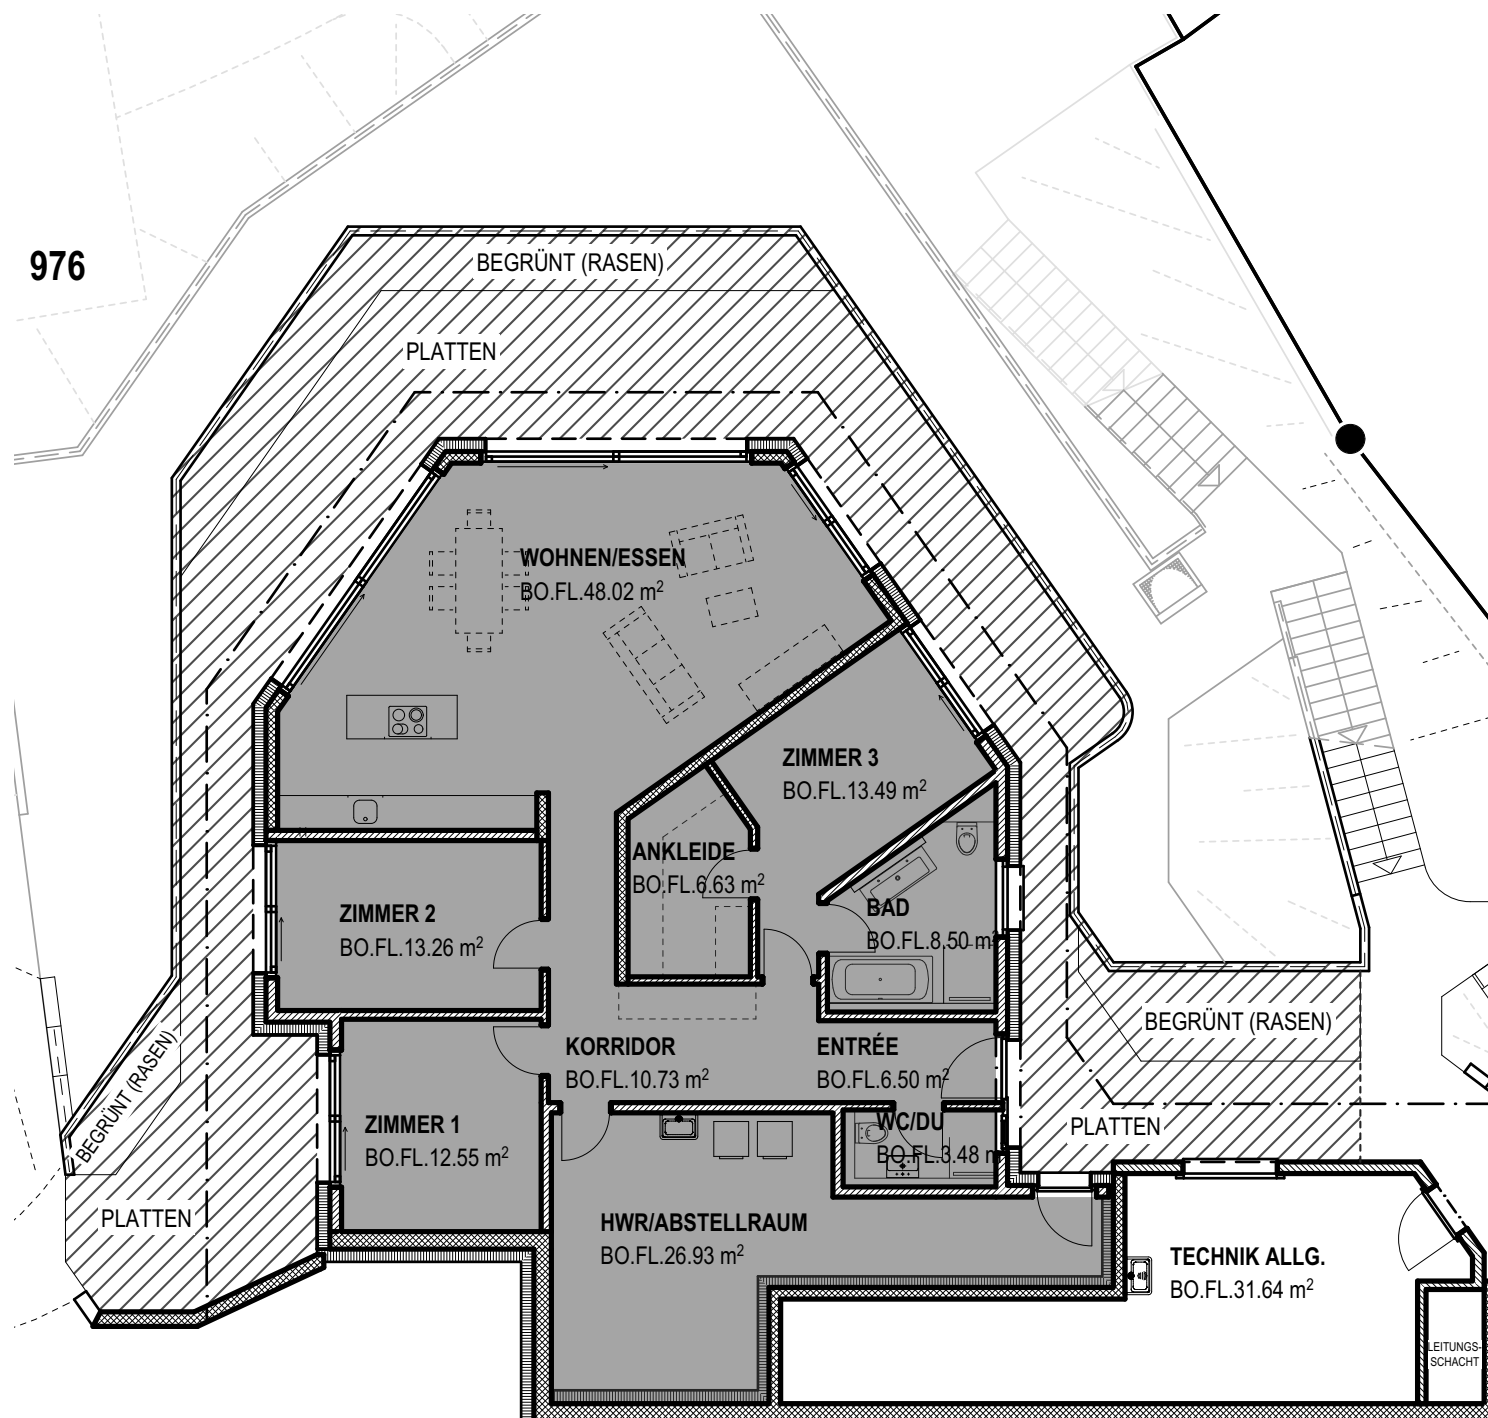 976
BEGRÜNT (RASEN)
PLATTEN
WOHNEN/ESSEN
BO.FL.48.02 m²
ZIMMER 3
BO.FL.13.49 m²
ANKLEIDE
BO.FL.6.63 m²
ZIMMER 2
BO.FL.13.26 m²
BAD
BO.FL.8.50 m²
BEGRÜNT (RASEN)
BEGRÜNT (RASEN)
KORRIDOR
BO.FL.10.73 m²
ENTRÉE
BO.FL.6.50 m²
ZIMMER 1
BO.FL.12.55 m²
WC/DU
BO.FL.3.48 m
PLATTEN
PLATTEN
HWR/ABSTELLRAUM
BO.FL.26.93 m²
TECHNIK ALLG.
BO.FL.31.64 m²
LEITUNGS-
SCHACHT